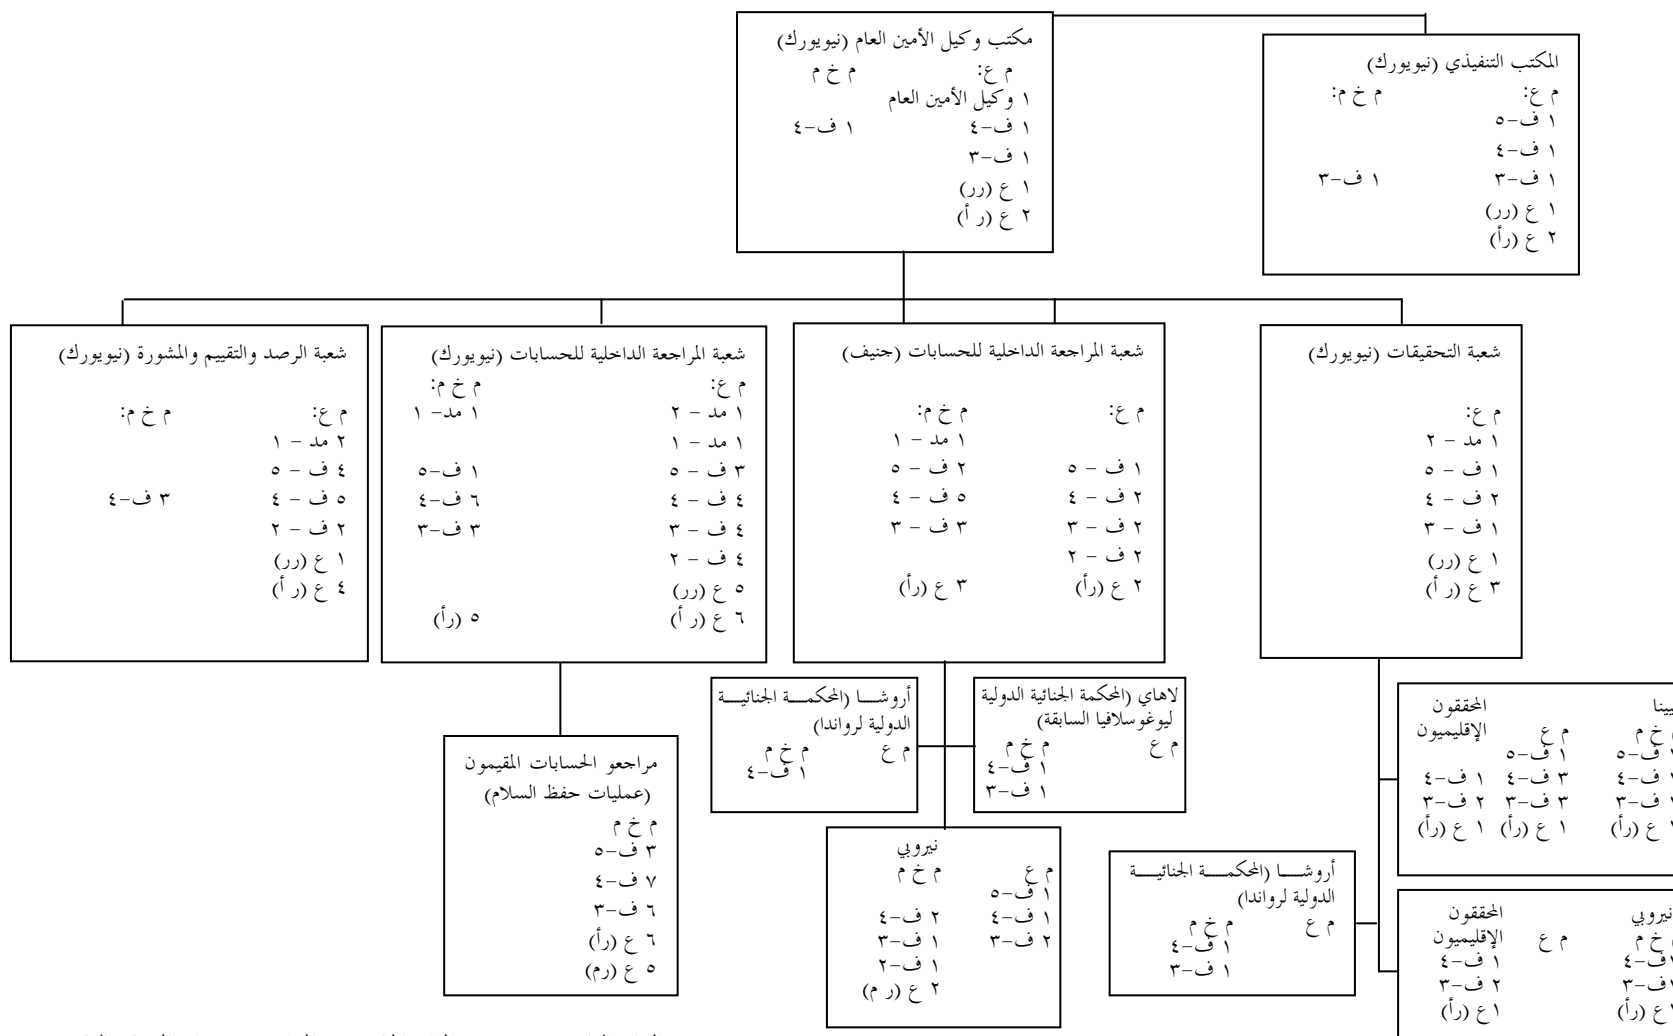 مكتب وكيل الأمين العام (نيويورك)
م ع: م خ م
١ وكيل الأمين العام
١ ف-٤ ١ ف-٤
١ ف-٣
١ ع (رر)
٢ ع (ر أ)
المكتب التنفيذي (نيويورك)
م ع: م خ م:
١ ف-٥
١ ف-٤
١ ف-٣ ١ ف-٣
١ ع (رر)
٢ ع (رأ)
شعبة التحقيقات (نيويورك)
م ع:
١ مد - ٢
١ ف - ٥
٢ ف - ٤
١ ف - ٣
١ ع (رر)
٣ ع (ر أ)
شعبة المراجعة الداخلية للحسابات (جنيف)
م ع: م خ م:
١ مد - ١
١ ف - ٥ ٢ ف - ٥
٢ ف - ٤ ٥ ف - ٤
٢ ف - ٣ ٣ ف - ٣
٢ ف - ٢
٢ ع (رأ) ٣ ع (رأ)
شعبة المراجعة الداخلية للحسابات (نيويورك)
م ع: م خ م:
١ مد - ٢ ١ مد- ١
١ مد - ١
٣ ف - ٥ ١ ف-٥
٤ ف - ٤ ٦ ف-٤
٤ ف - ٣ ٣ ف-٣
٤ ف - ٢
٥ ع (رر)
٦ ع (ر أ) ٥ (رأ)
شعبة الرصد والتقييم والمشورة (نيويورك)
م ع: م خ م:
٢ مد - ١
٤ ف - ٥
٥ ف - ٤ ٣ ف-٤
٢ ف - ٢
١ ع (رر)
٤ ع (ر أ)
المحققون
الإقليميون
م خ م م ع
ف-٥ ١ ف-٥
ف-٤ ٣ ف-٤ ١ ف-٤
ف-٣ ٣ ف-٣ ٢ ف-٣
ع (رأ) ١ ع (رأ) ١ ع (رأ)
لاهاي (المحكمة الجنائية الدولية
ليوغوسلافيا السابقة)
م ع م خ م
١ ف-٤
١ ف-٣
أروشا (المحكمة الجنائية
الدولية لرواندا)
م ع م خ م
١ ف-٤
مراجعو الحسابات المقيمون
(عمليات حفظ السلام)
م خ م
٣ ف-٥
٧ ف-٤
٦ ف-٣
٦ ع (رأ)
٥ ع (رم)
نيروبي
م ع م خ م
١ ف-٥
١ ف-٤ ٢ ف-٤
٢ ف-٣ ١ ف-٣
١ ف-٢
٢ ع (ر م)
أروشا (المحكمة الجنائية
الدولية لرواندا)
م ع م خ م
١ ف-٤
١ ف-٣
نيروبي المحققون
م خ م م ع الإقليميون
ف-٤ ١ ف-٤
ف-٣ ٢ ف-٣
ع (رأ) ١ع (رأ)